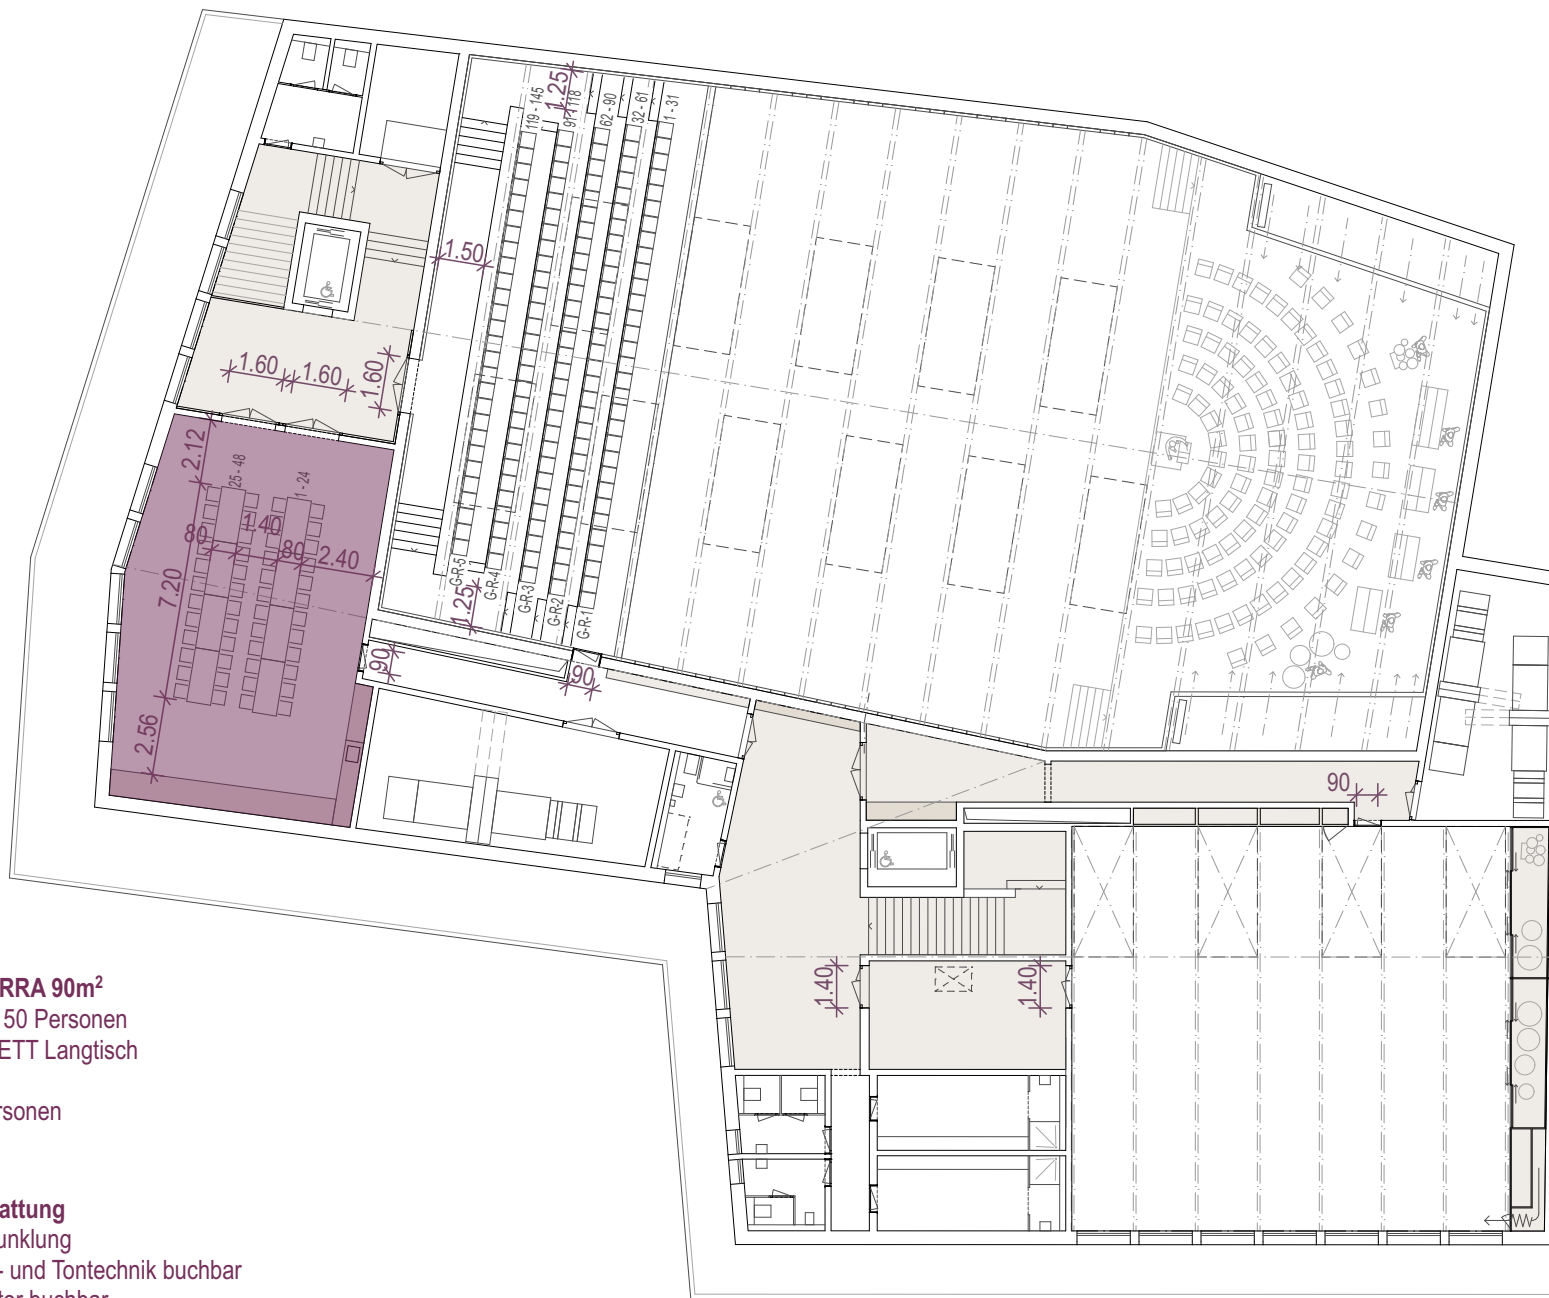 1.25
119 - 145
118
62 - 90
32 - 61
1 - 31
1.50
1.60
1.60
1.60
2.12
25 - 48
1 - 24
80
1.40
80
2.40
7.20
2.56
G-R-5
G-R-4
G-R-3
G-R-2
G-R-1
1.25
90
90
90
1.40
1.40
RRA 90m²
50 Personen
ETT Langtisch
rsonen
attung
unklung
- und Tontechnik buchbar
ter buchbar